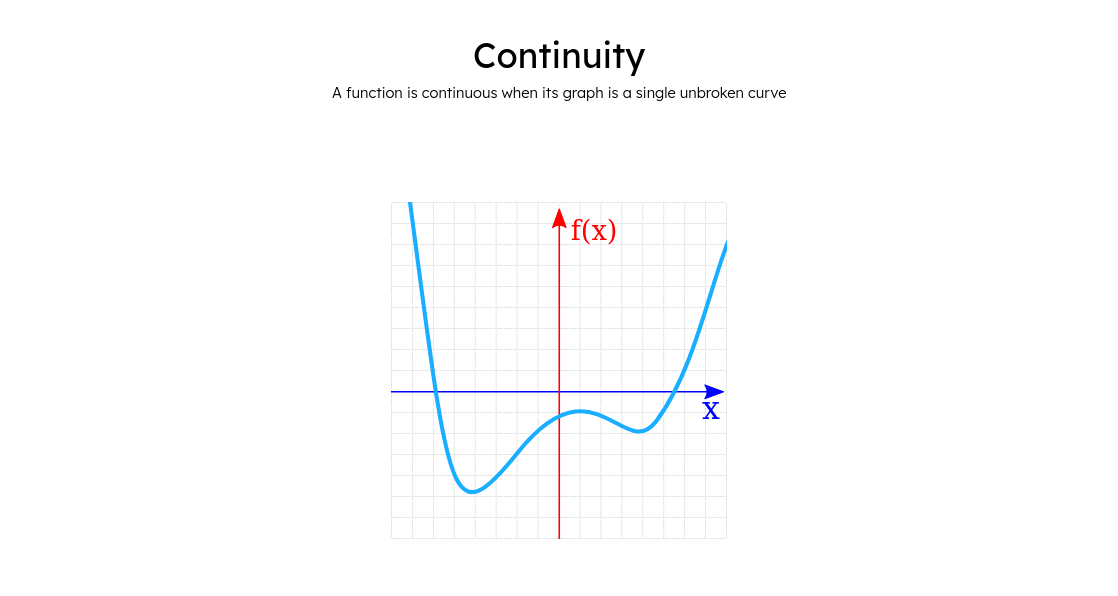 Continuity
A function is continuous when its graph is a single unbroken curve
f(x)
x